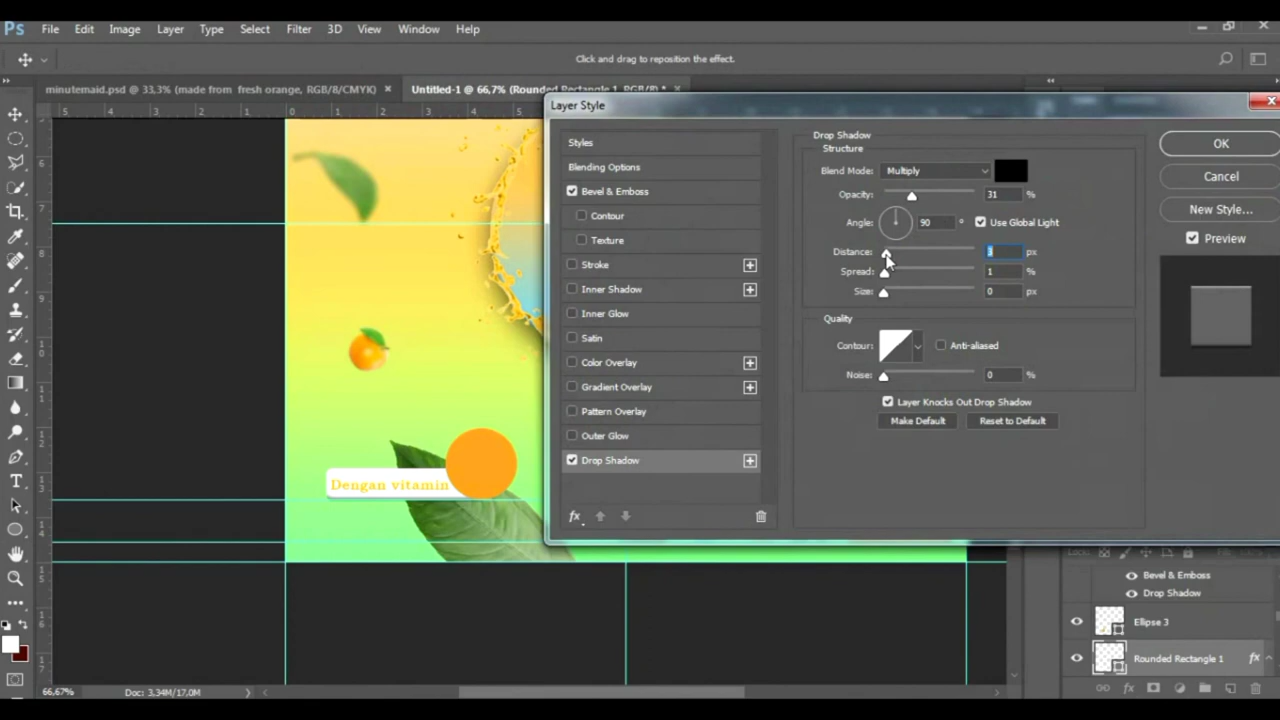 Ps File Edit Image Layer Type Select Filter 3D View Window Help
Click and drag to reposition the effect.
minutemaid.psd @ 33,3% (made from fresh orange, RGB/8/CMYK) × Untitled-1 @ 66,7% (Rounded Rectangle 1, RGB/8) * ×
Layer Style
Styles
Blending Options
Bevel & Emboss
Contour
Texture
Stroke
Inner Shadow
Inner Glow
Satin
Color Overlay
Gradient Overlay
Pattern Overlay
Outer Glow
Drop Shadow
fx
Drop Shadow
Structure
Blend Mode: Multiply
Opacity: 31 %
Angle: 90 ° Use Global Light
Distance: 3 px
Spread: 1 %
Size: 0 px
Quality
Contour: Anti-aliased
Noise: 0 %
Layer Knocks Out Drop Shadow
Make Default Reset to Default
OK
Cancel
New Style...
Preview
Dengan vitamin
Lock: Fill: 100%
Bevel & Emboss
Drop Shadow
Ellipse 3
Rounded Rectangle 1 fx
66,67% Doc: 3,34M/17,0M